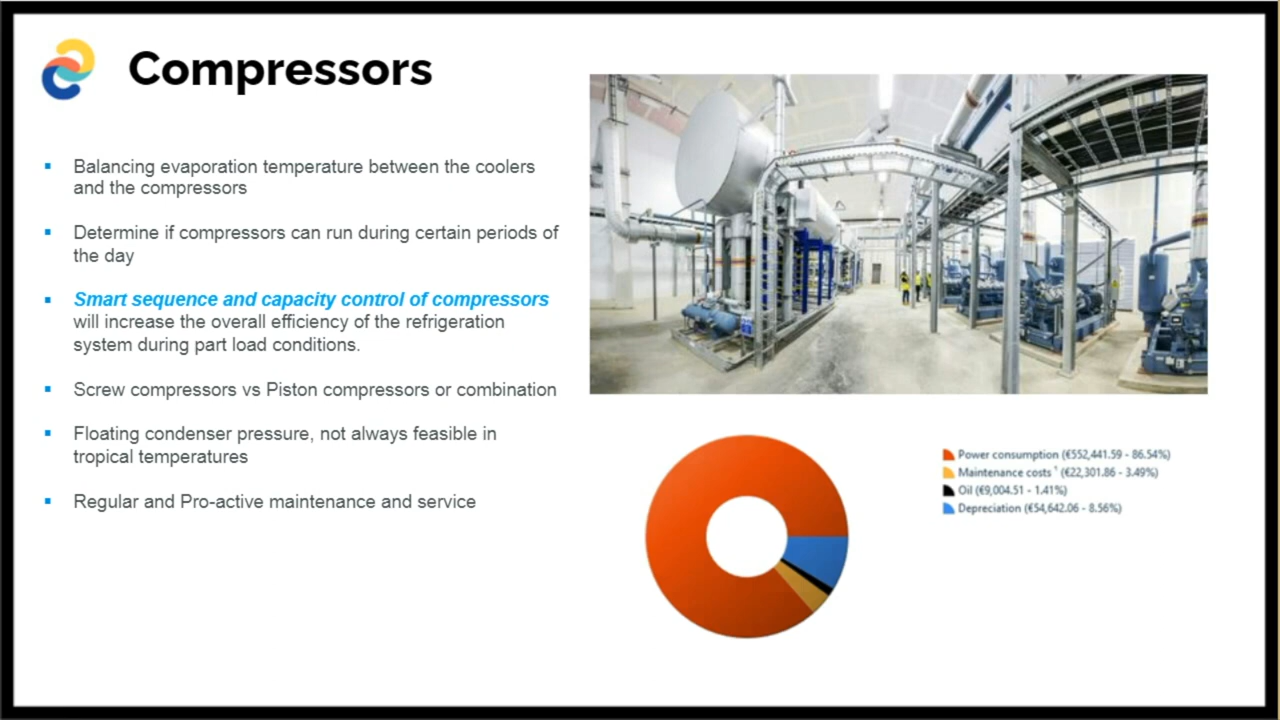 Compressors
Balancing evaporation temperature between the coolers
and the compressors
Determine if compressors can run during certain periods of
the day
Smart sequence and capacity control of compressors
will increase the overall efficiency of the refrigeration
system during part load conditions.
Screw compressors vs Piston compressors or combination
Floating condenser pressure, not always feasible in
tropical temperatures
Regular and Pro-active maintenance and service
Power consumption (€552,441.59 - 86.54%)
Maintenance costs ¹ (€22,301.86 - 3.49%)
Oil (€9,004.51 - 1.41%)
Depreciation (€54,642.06 - 8.56%)